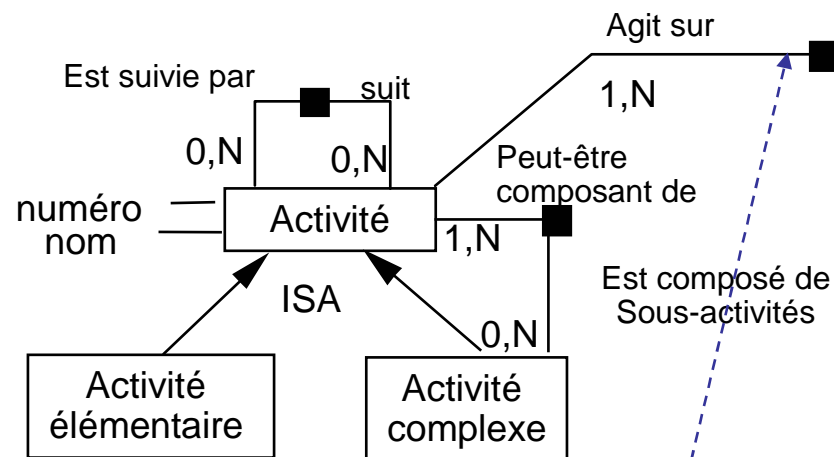 Agit sur
Est suivie par
suit
1,N
0,N
0,N
Peut-être
composant de
numéro
nom
Activité
1,N
Est composé de
Sous-activités
ISA
0,N
Activité
élémentaire
Activité
complexe